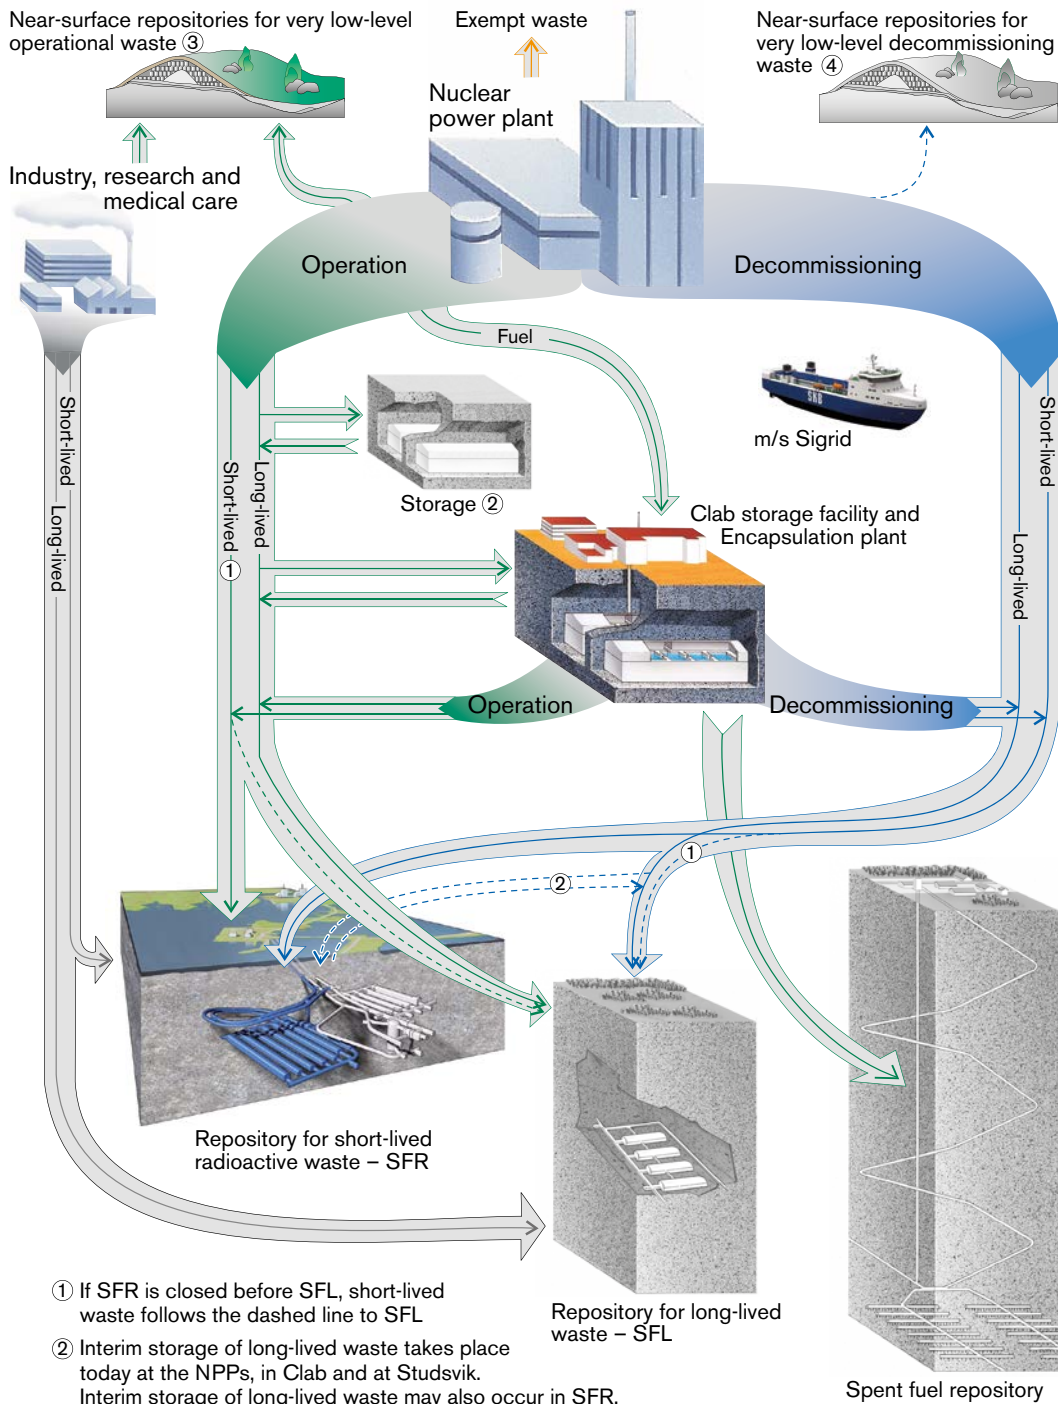 Near-surface repositories for very low-level
operational waste ③
Exempt waste
Near-surface repositories for
very low-level decommissioning
waste ④
Nuclear
power plant
Industry, research and
medical care
Operation
Decommissioning
Fuel
SKB
m/s Sigrid
Short-lived
Long-lived
Short-lived
①
Long-lived
Storage ②
Clab storage facility and
Encapsulation plant
Short-lived
Long-lived
Operation
Decommissioning
①
②
Repository for short-lived
radioactive waste – SFR
Repository for long-lived
waste – SFL
Spent fuel repository
① If SFR is closed before SFL, short-lived
waste follows the dashed line to SFL
② Interim storage of long-lived waste takes place
today at the NPPs, in Clab and at Studsvik.
Interim storage of long-lived waste may also occur in SFR.